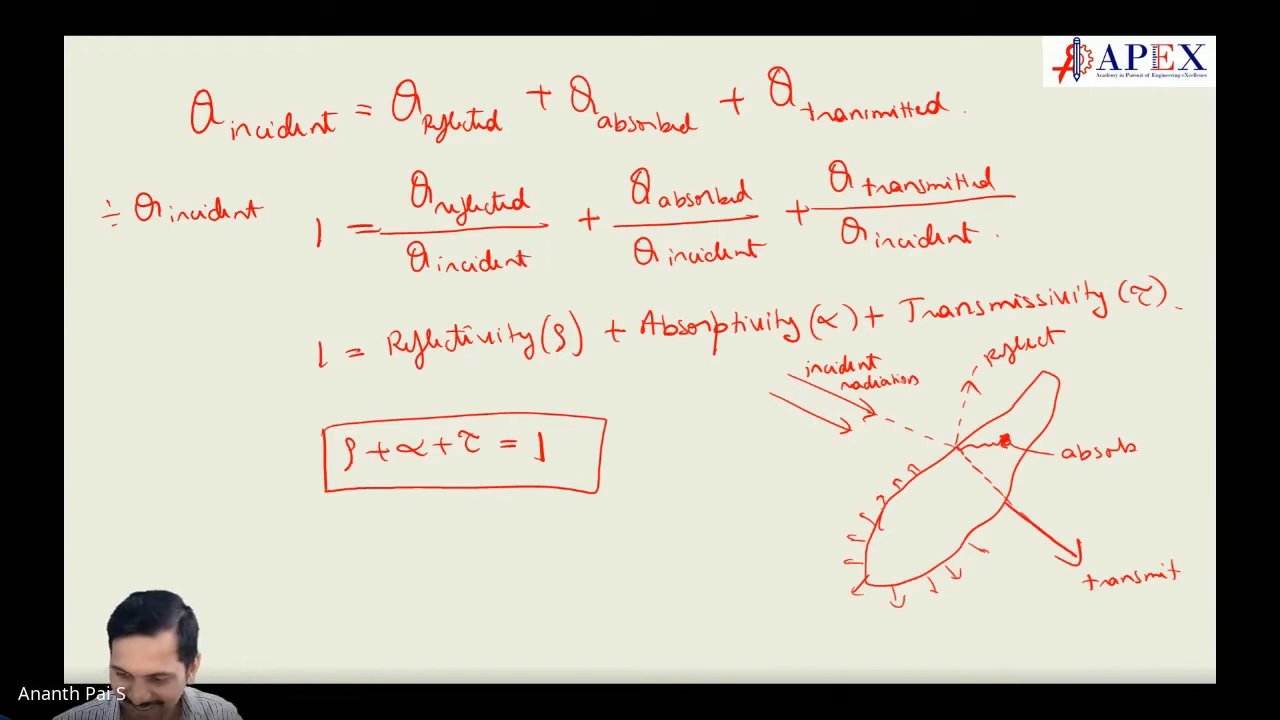 APEX
Academy in Pursuit of Engineering eXcellence
Q incident = Q reflected + Q absorbed + Q transmitted.
÷ Q incident
1 = Q reflected / Q incident + Q absorbed / Q incident + Q transmitted / Q incident.
1 = Reflectivity (ρ) + Absorptivity (α) + Transmissivity (τ).
incident
radiation
reflect
ρ + α + τ = 1
absorb
transmit
Ananth Pai S